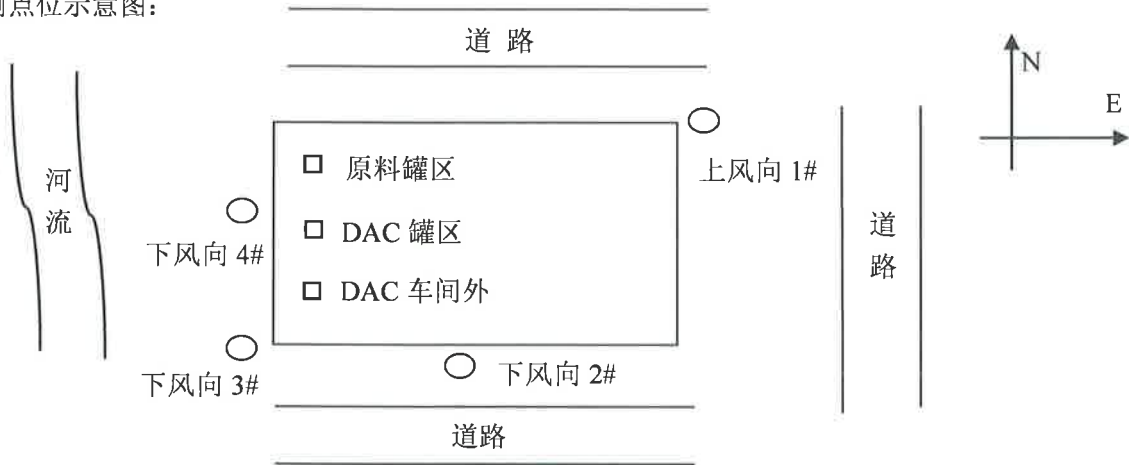 点位示意图：
道 路
N
E
原料罐区
上风向 1#
河
流
DAC 罐区
道
路
下风向 4#
DAC 车间外
下风向 3#
下风向 2#
道路